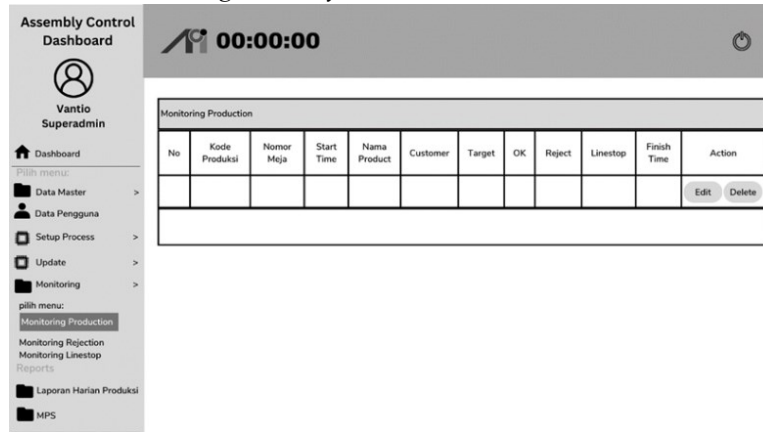 Assembly Control
Dashboard
Vantio
Superadmin
Dashboard
Pilih menu:
Data Master >
Data Pengguna
Setup Process >
Update >
Monitoring >
pilih menu:
Monitoring Production
Monitoring Rejection
Monitoring Linestop
Reports
Laporan Harian Produksi
MPS
00:00:00
Monitoring Production
No Kode Produksi Nomor Meja Start Time Nama Product Customer Target OK Reject Linestop Finish Time Action
Edit Delete